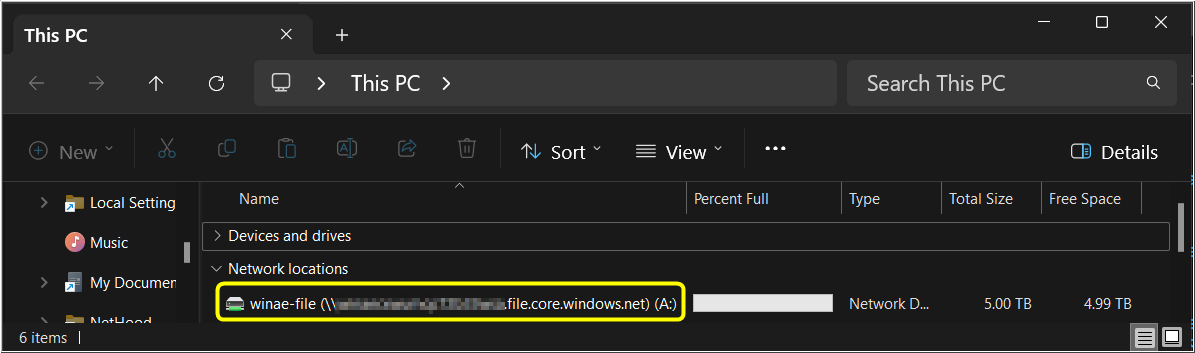 This PC
This PC
Search This PC
New
Sort
View
Details
Name Percent Full Type Total Size Free Space
Local Setting
Music
My Documen
NetHood
Devices and drives
Network locations
winae-file (\\ .file.core.windows.net) (A:) Network D... 5.00 TB 4.99 TB
6 items